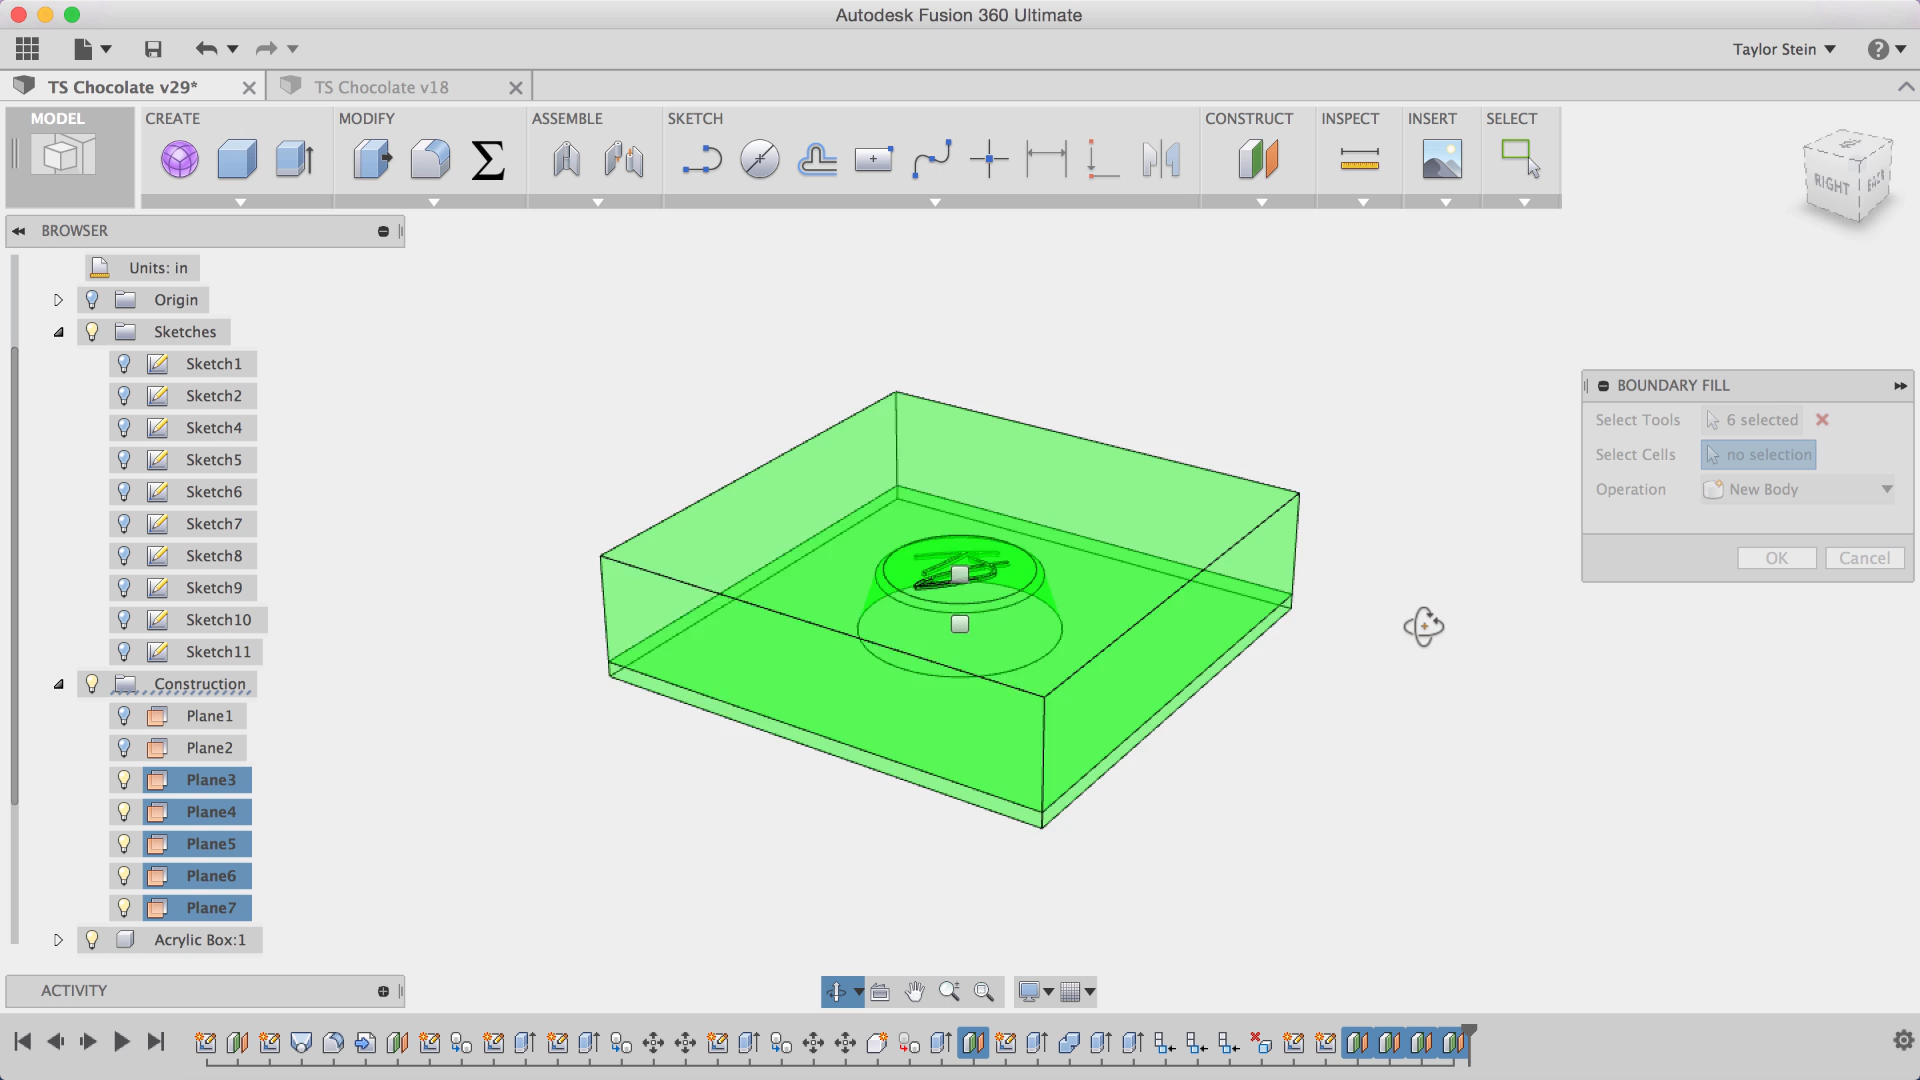 Autodesk Fusion 360 Ultimate
Taylor Stein
TS Chocolate v29*
TS Chocolate v18
MODEL
CREATE
MODIFY
ASSEMBLE
SKETCH
CONSTRUCT
INSPECT
INSERT
SELECT
RIGHT
BACK
BROWSER
Units: in
Origin
Sketches
Sketch1
Sketch2
Sketch4
Sketch5
Sketch6
Sketch7
Sketch8
Sketch9
Sketch10
Sketch11
Construction
Plane1
Plane2
Plane3
Plane4
Plane5
Plane6
Plane7
Acrylic Box:1
BOUNDARY FILL
Select Tools 6 selected
Select Cells no selection
Operation New Body
OK Cancel
ACTIVITY